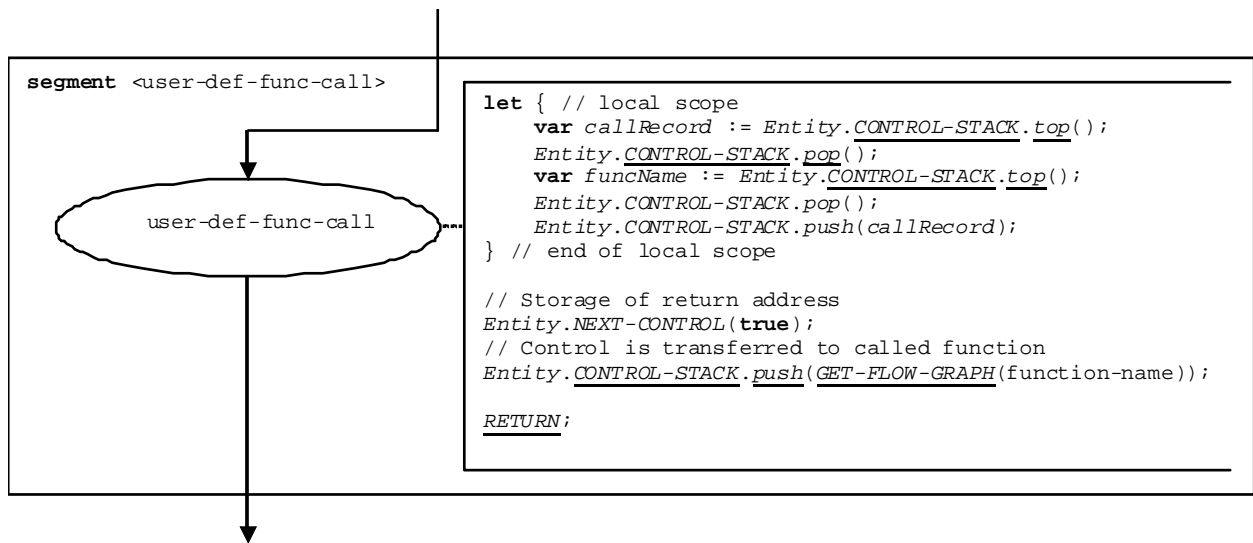 segment <user-def-func-call>
user-def-func-call
let { // local scope
var callRecord := Entity.CONTROL-STACK.top();
Entity.CONTROL-STACK.pop();
var funcName := Entity.CONTROL-STACK.top();
Entity.CONTROL-STACK.pop();
Entity.CONTROL-STACK.push(callRecord);
} // end of local scope
// Storage of return address
Entity.NEXT-CONTROL(true);
// Control is transferred to called function
Entity.CONTROL-STACK.push(GET-FLOW-GRAPH(function-name));
RETURN;